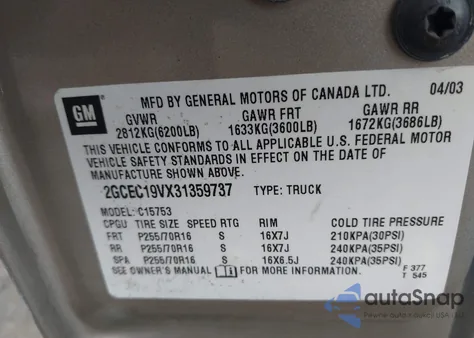 MFD BY GENERAL MOTORS OF CANADA LTD. 04/03
GM GVWR GAWR FRT GAWR RR
2812KG(6200LB) 1633KG(3600LB) 1672KG(3686LB)
THIS VEHICLE CONFORMS TO ALL APPLICABLE U.S. FEDERAL MOTOR
VEHICLE SAFETY STANDARDS IN EFFECT ON THE DATE OF
MANUFACTURE SHOWN ABOVE.
2GCEC19VX31359737 TYPE: TRUCK
MODEL: C15753
CPGU TIRE SIZE SPEED RTG RIM COLD TIRE PRESSURE
FRT P255/70R16 S 16X7J 210KPA(30PSI)
RR P255/70R16 S 16X7J 240KPA(35PSI)
SPA P255/70R16 S 16X6.5J 240KPA(35PSI)
SEE OWNER'S MANUAL FOR ADDITIONAL INFORMATION. F 377
T 545
autoSnap